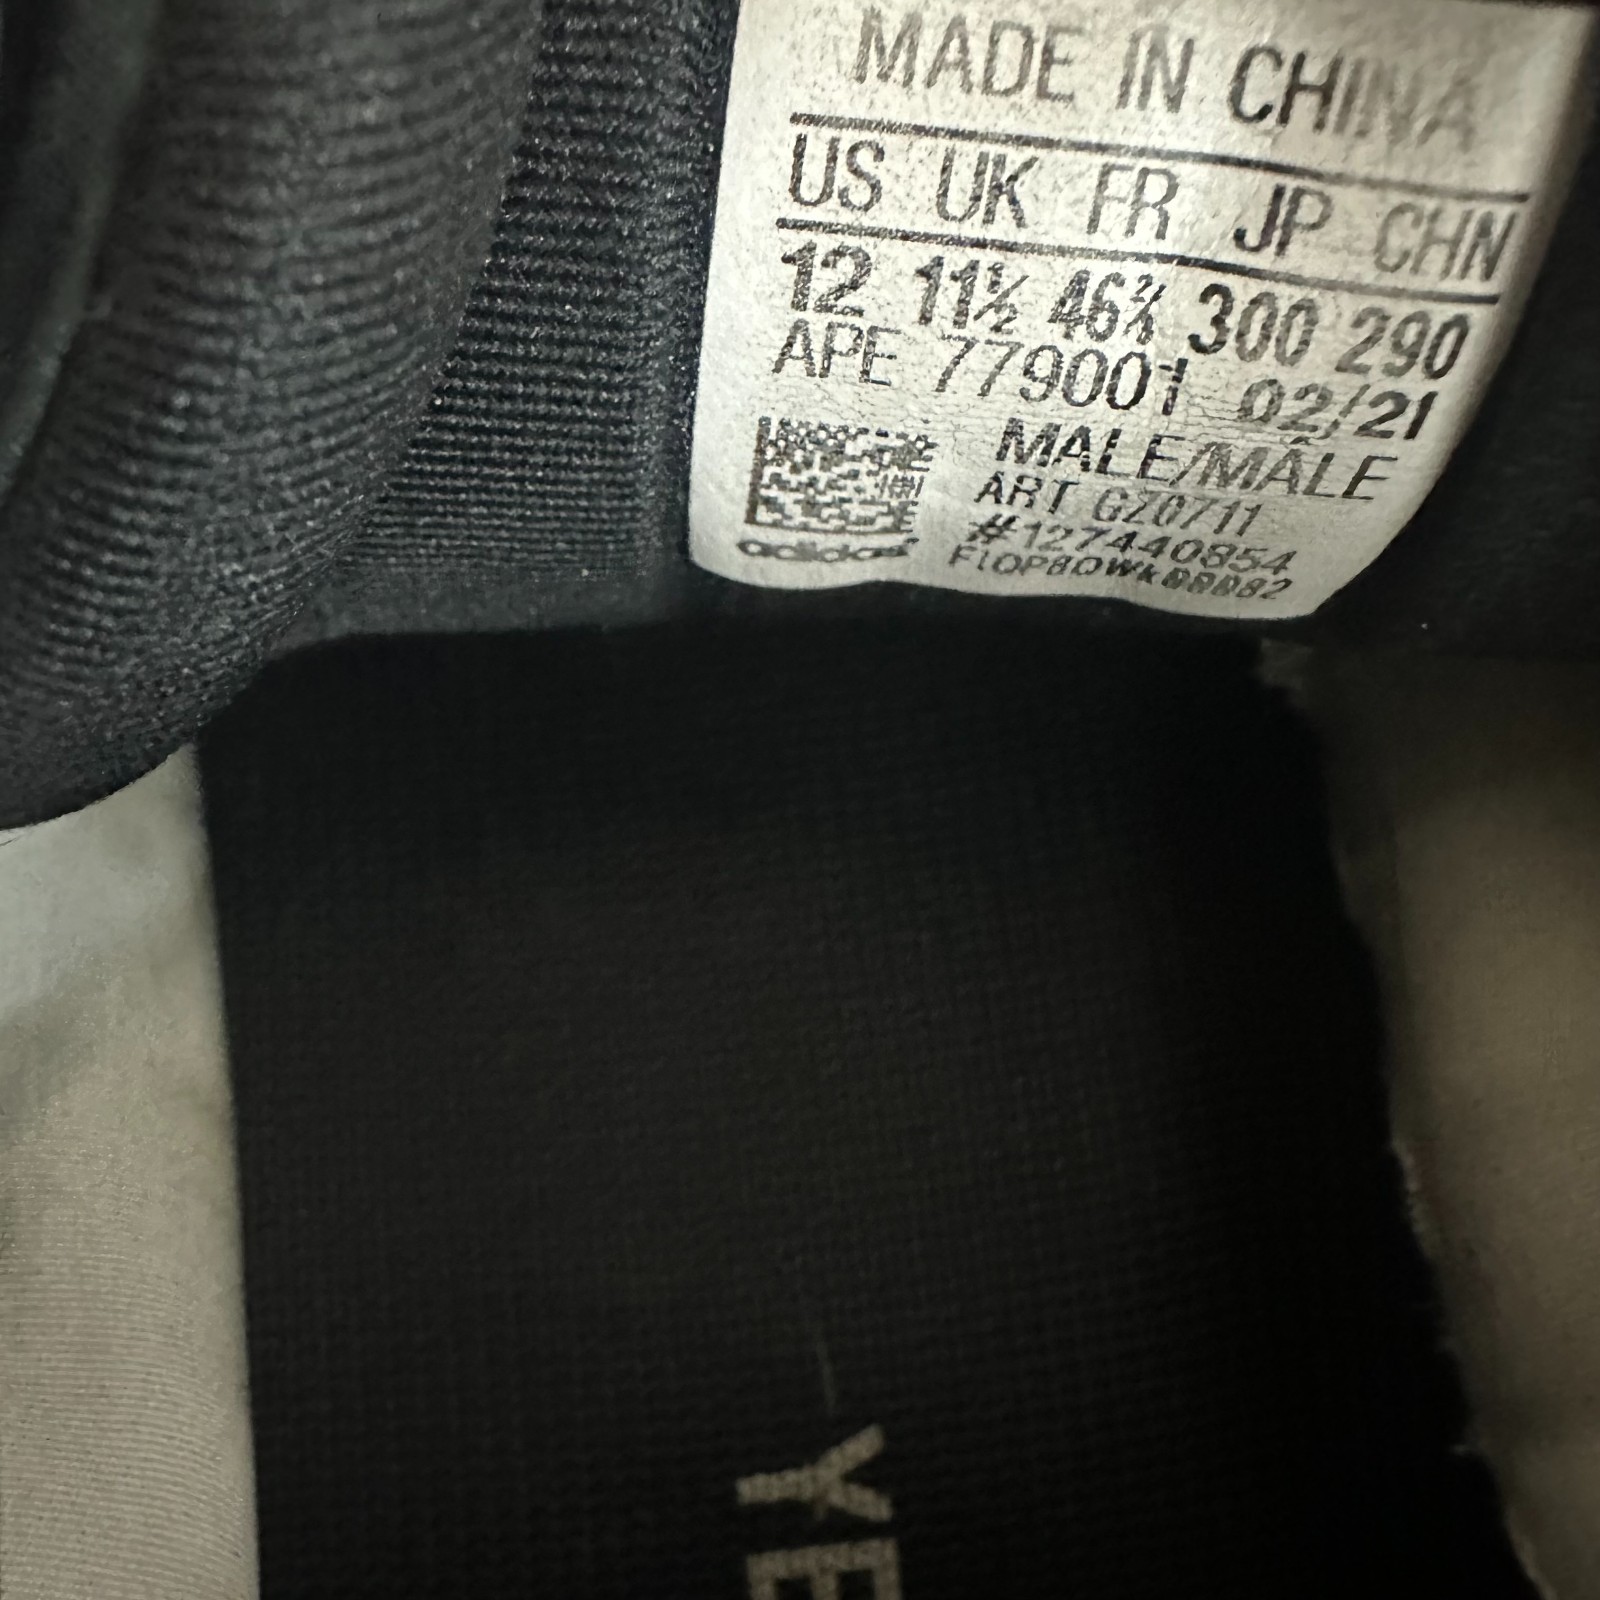 MADE IN CHINA
US UK FR JP CHN
12 11½ 46⅔ 300 290
APE 779001 02/21
MALE/MÂLE
ART GZ0711
#127440854
adidas
YE